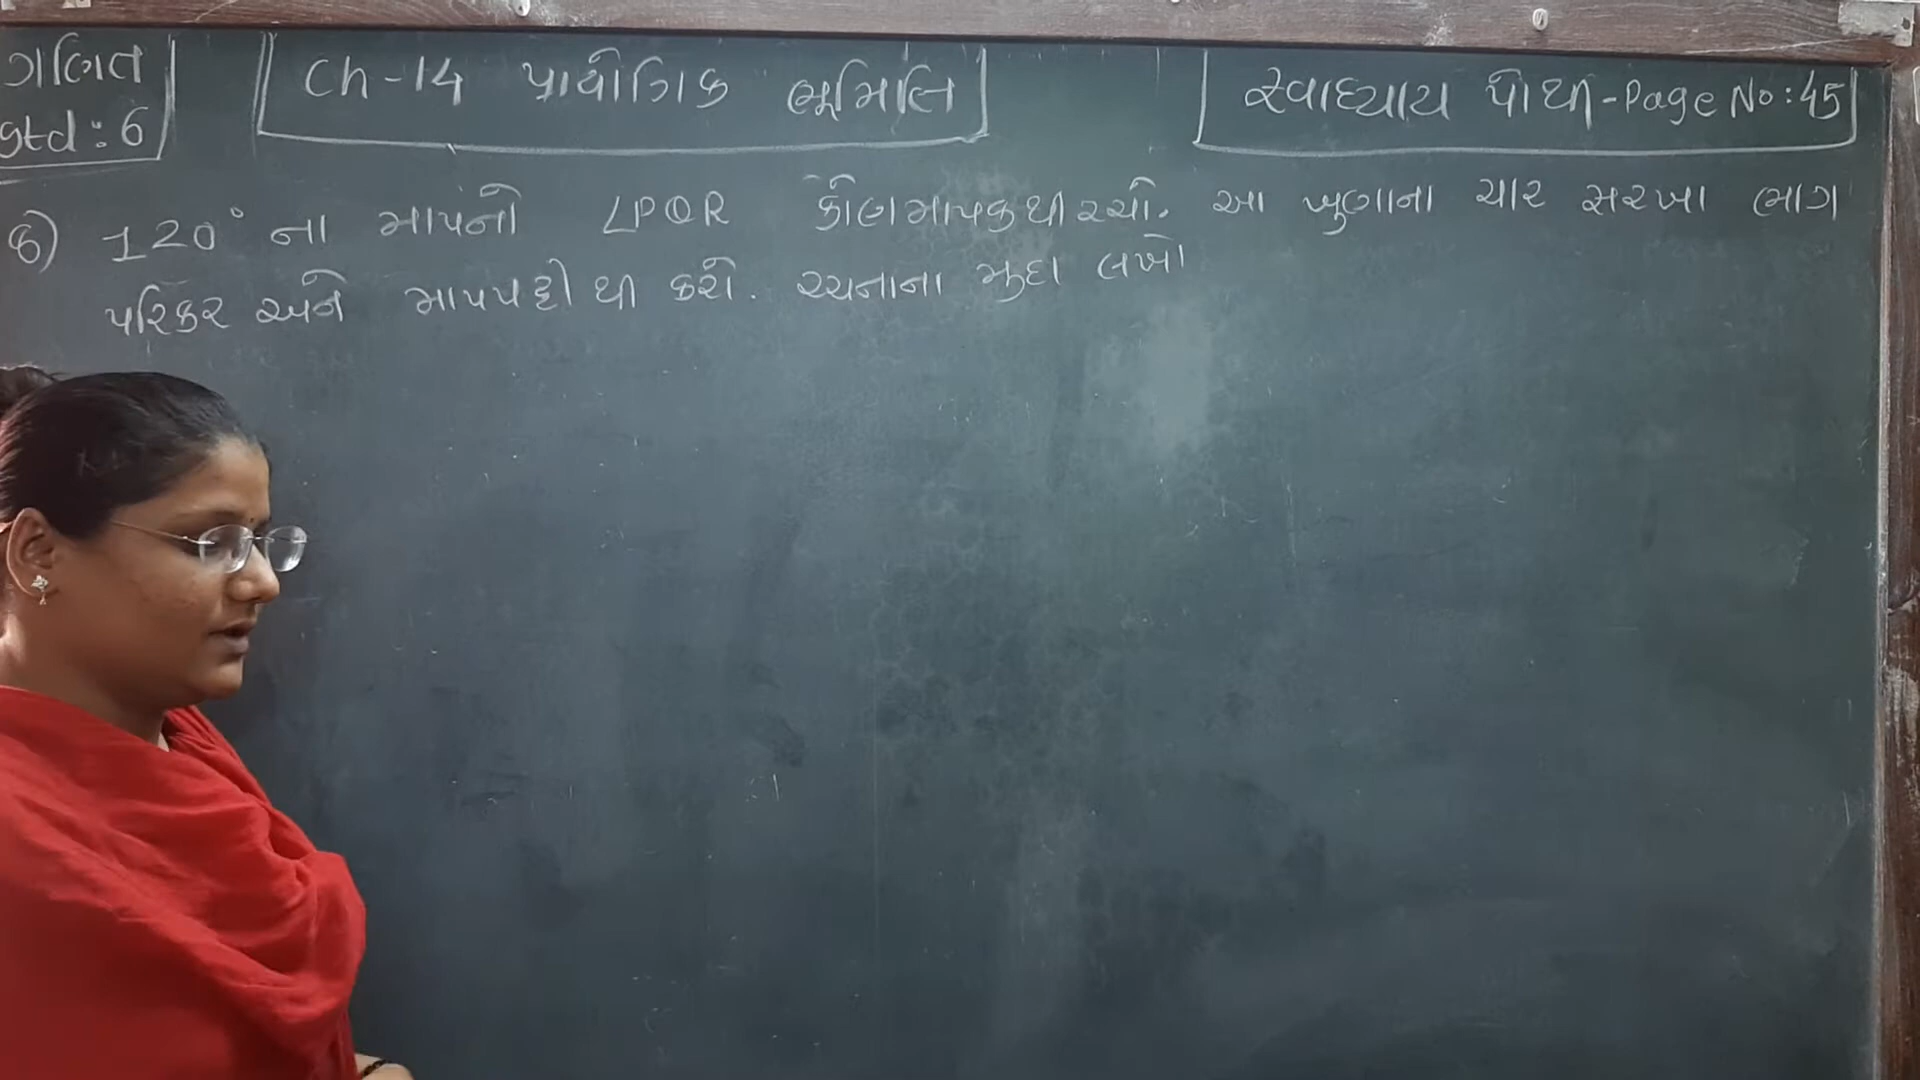 ગણિત
std : 6
Ch-14 પ્રાયોગિક ભૂમિતિ
સ્વાધ્યાય પોથી - Page No : 45
6) 120° ના માપનો ∠PQR કોણમાપકથી રચો. આ ખુણાના ચાર સરખા ભાગ
પરિકર અને માપપટ્ટી થી કરો. રચનાના મુદ્દા લખો